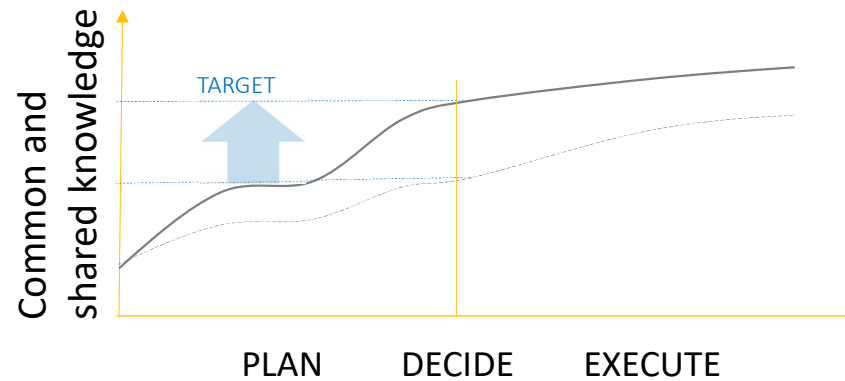 Common and
shared knowledge
TARGET
PLAN
DECIDE
EXECUTE